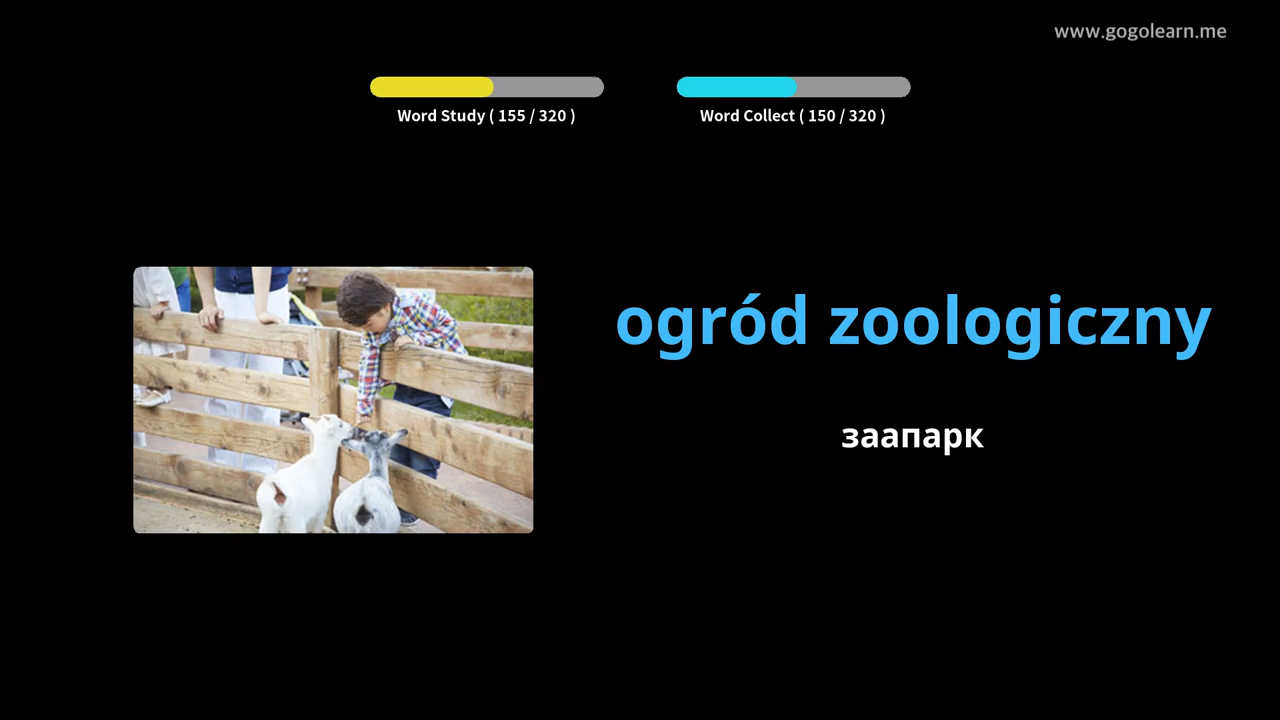 www.gogolearn.me
Word Study ( 155 / 320 )
Word Collect ( 150 / 320 )
ogród zoologiczny
заапарк